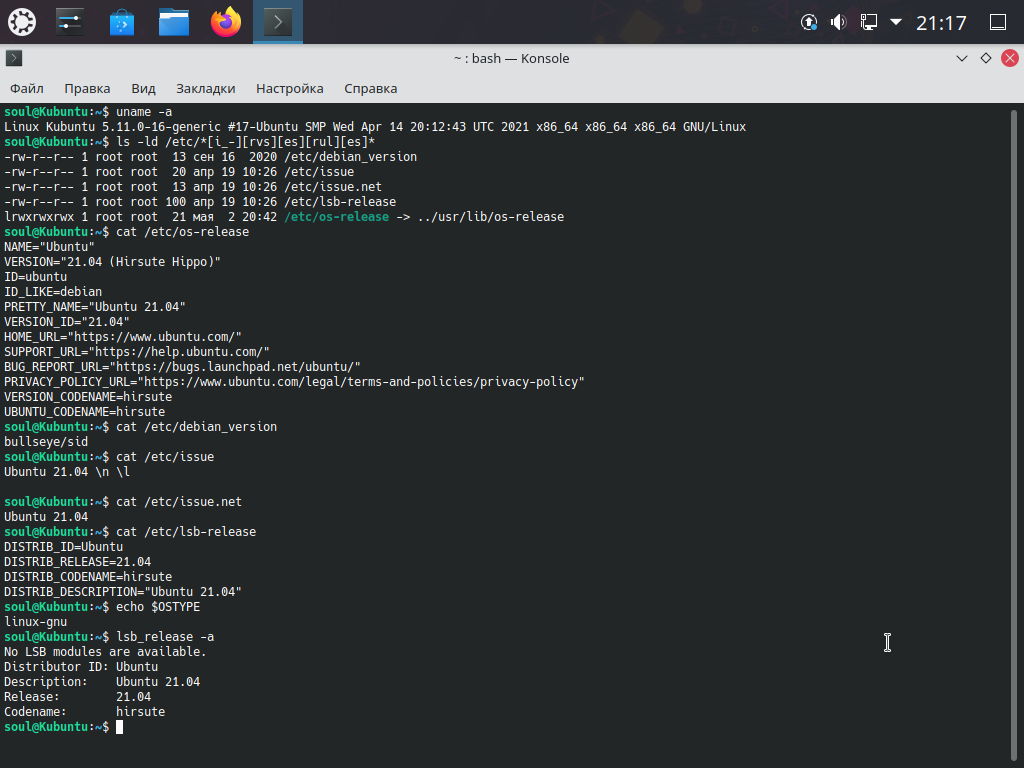 21:17
~ : bash — Konsole
Файл Правка Вид Закладки Настройка Справка
soul@Kubuntu:~$ uname -a
Linux Kubuntu 5.11.0-16-generic #17-Ubuntu SMP Wed Apr 14 20:12:43 UTC 2021 x86_64 x86_64 x86_64 GNU/Linux
soul@Kubuntu:~$ ls -ld /etc/*[i_-][rvs][es][rul][es]*
-rw-r--r-- 1 root root  13 сен 16  2020 /etc/debian_version
-rw-r--r-- 1 root root  20 апр 19 10:26 /etc/issue
-rw-r--r-- 1 root root  13 апр 19 10:26 /etc/issue.net
-rw-r--r-- 1 root root 100 апр 19 10:26 /etc/lsb-release
lrwxrwxrwx 1 root root  21 мая  2 20:42 /etc/os-release -> ../usr/lib/os-release
soul@Kubuntu:~$ cat /etc/os-release
NAME="Ubuntu"
VERSION="21.04 (Hirsute Hippo)"
ID=ubuntu
ID_LIKE=debian
PRETTY_NAME="Ubuntu 21.04"
VERSION_ID="21.04"
HOME_URL="https://www.ubuntu.com/"
SUPPORT_URL="https://help.ubuntu.com/"
BUG_REPORT_URL="https://bugs.launchpad.net/ubuntu/"
PRIVACY_POLICY_URL="https://www.ubuntu.com/legal/terms-and-policies/privacy-policy"
VERSION_CODENAME=hirsute
UBUNTU_CODENAME=hirsute
soul@Kubuntu:~$ cat /etc/debian_version
bullseye/sid
soul@Kubuntu:~$ cat /etc/issue
Ubuntu 21.04 \n \l
soul@Kubuntu:~$ cat /etc/issue.net
Ubuntu 21.04
soul@Kubuntu:~$ cat /etc/lsb-release
DISTRIB_ID=Ubuntu
DISTRIB_RELEASE=21.04
DISTRIB_CODENAME=hirsute
DISTRIB_DESCRIPTION="Ubuntu 21.04"
soul@Kubuntu:~$ echo $OSTYPE
linux-gnu
soul@Kubuntu:~$ lsb_release -a
No LSB modules are available.
Distributor ID: Ubuntu
Description:    Ubuntu 21.04
Release:        21.04
Codename:       hirsute
soul@Kubuntu:~$